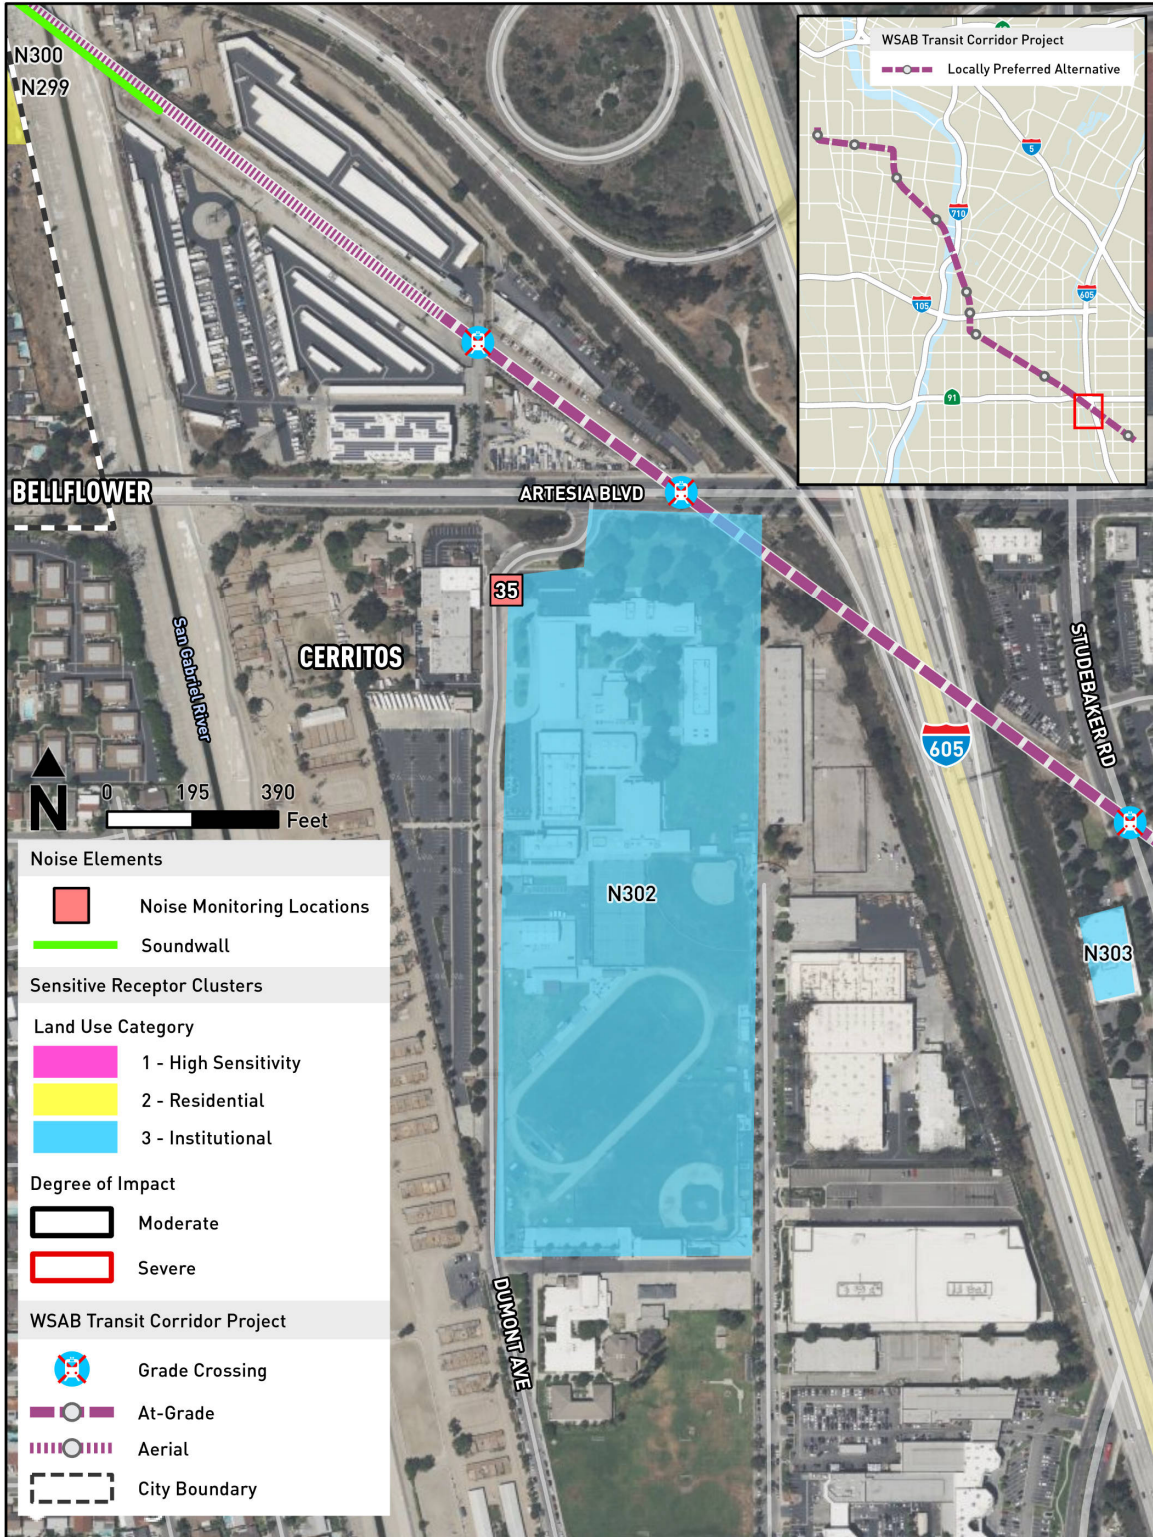 N300
N299
WSAB Transit Corridor Project
Locally Preferred Alternative
5
710
105
605
91
BELLFLOWER
ARTESIA BLVD
35
CERRITOS
San Gabriel River
STUDEBAKER RD
605
N
0 195 390
Feet
N302
N303
DUMONT AVE
Noise Elements
Noise Monitoring Locations
Soundwall
Sensitive Receptor Clusters
Land Use Category
1 - High Sensitivity
2 - Residential
3 - Institutional
Degree of Impact
Moderate
Severe
WSAB Transit Corridor Project
Grade Crossing
At-Grade
Aerial
City Boundary